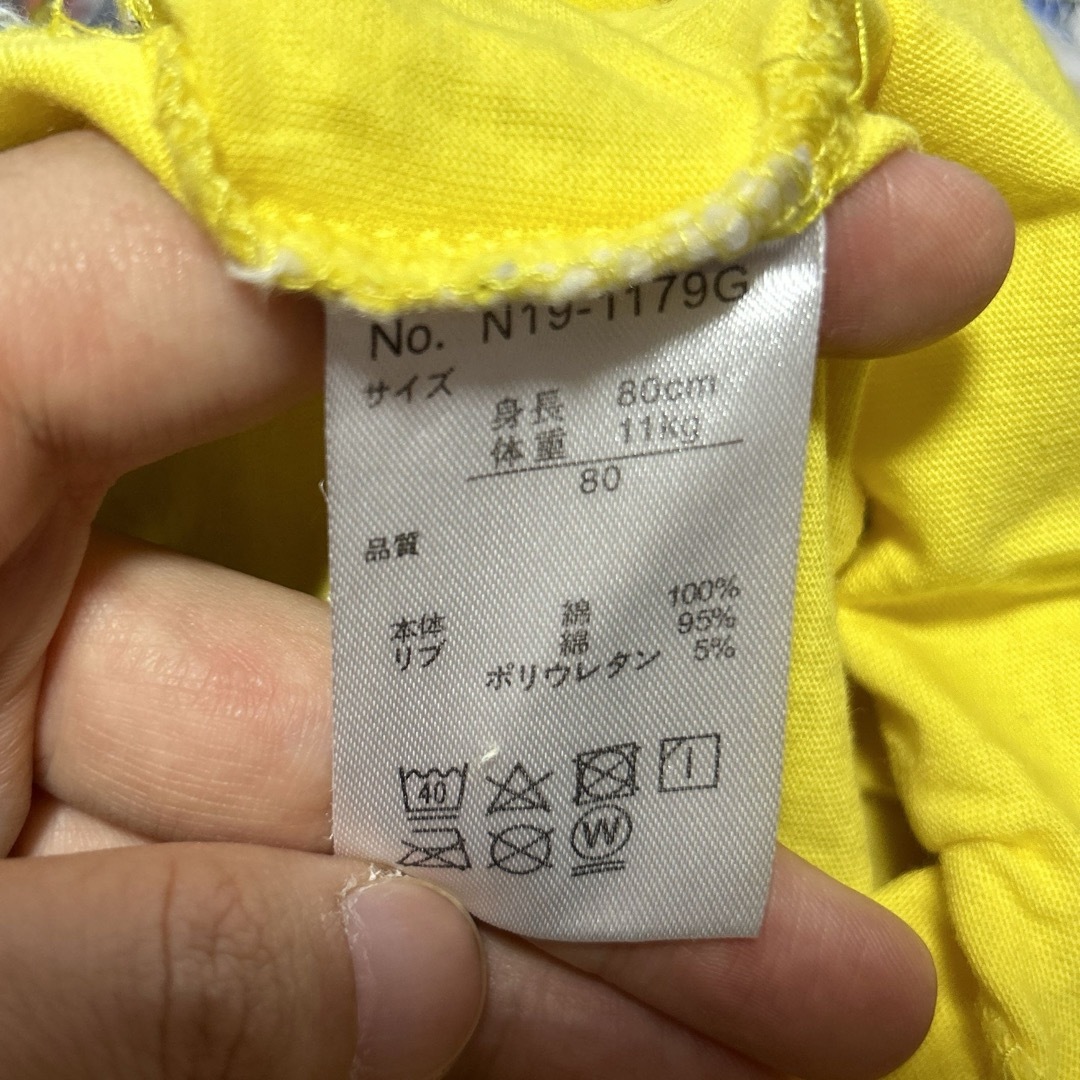 No. N19-1179G
サイズ
身長 80cm
体重 11kg
80
品質
本体 綿 100%
リブ 綿 95%
ポリウレタン 5%
40
W